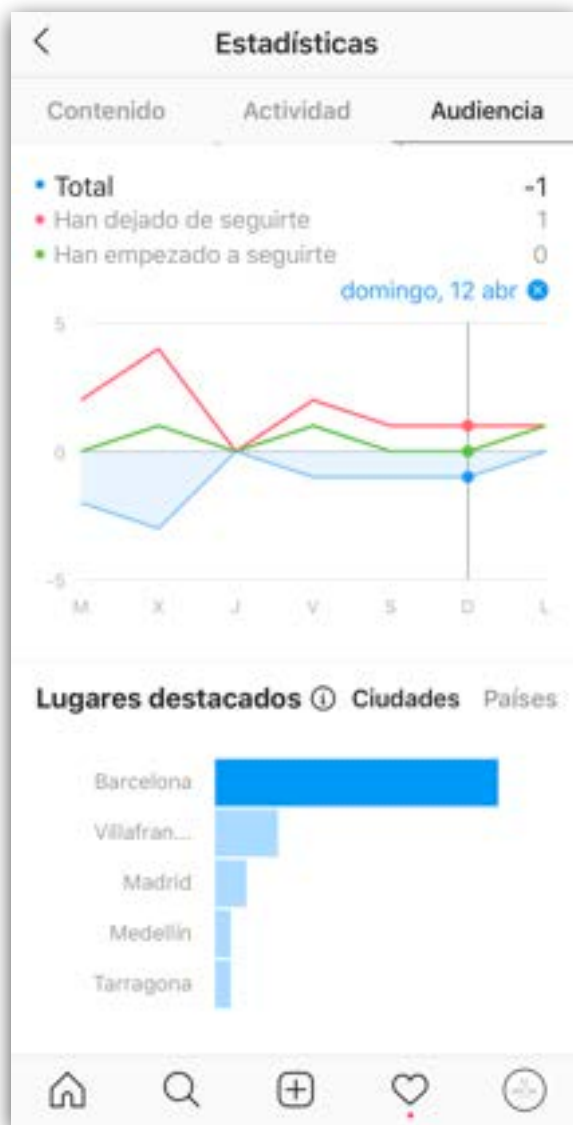 Estadísticas
Contenido Actividad Audiencia
Total -1
Han dejado de seguirte 1
Han empezado a seguirte 0
domingo, 12 abr
5
0
-5
M X J V S D L
Lugares destacados Ciudades Países
Barcelona
Villafran...
Madrid
Medellín
Tarragona